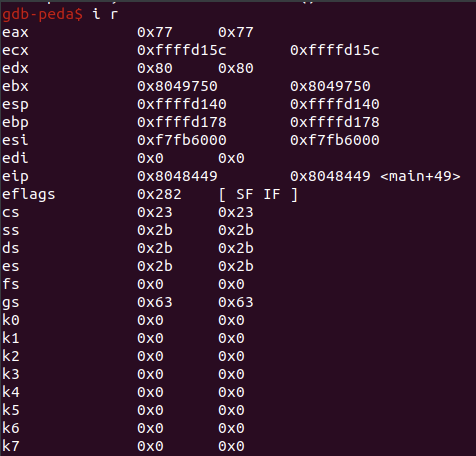 gdb-peda$ i r
eax 0x77 0x77
ecx 0xffffd15c 0xffffd15c
edx 0x80 0x80
ebx 0x8049750 0x8049750
esp 0xffffd140 0xffffd140
ebp 0xffffd178 0xffffd178
esi 0xf7fb6000 0xf7fb6000
edi 0x0 0x0
eip 0x8048449 0x8048449 <main+49>
eflags 0x282 [ SF IF ]
cs 0x23 0x23
ss 0x2b 0x2b
ds 0x2b 0x2b
es 0x2b 0x2b
fs 0x0 0x0
gs 0x63 0x63
k0 0x0 0x0
k1 0x0 0x0
k2 0x0 0x0
k3 0x0 0x0
k4 0x0 0x0
k5 0x0 0x0
k6 0x0 0x0
k7 0x0 0x0